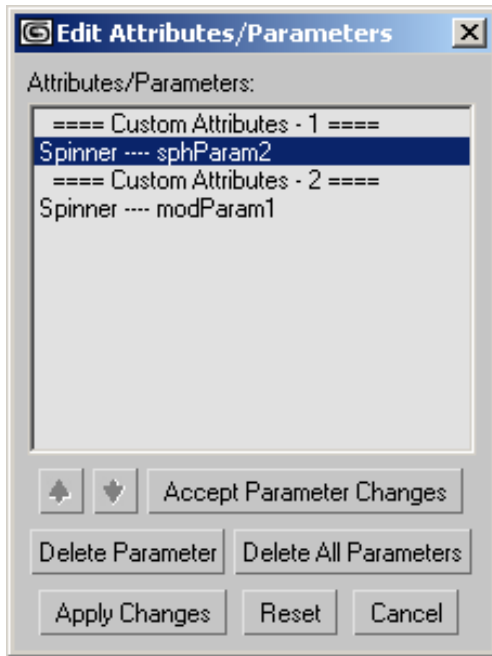 Edit Attributes/Parameters
Attributes/Parameters:
==== Custom Attributes - 1 ====
Spinner ---- sphParam2
==== Custom Attributes - 2 ====
Spinner ---- modParam1
Accept Parameter Changes
Delete Parameter Delete All Parameters
Apply Changes Reset Cancel